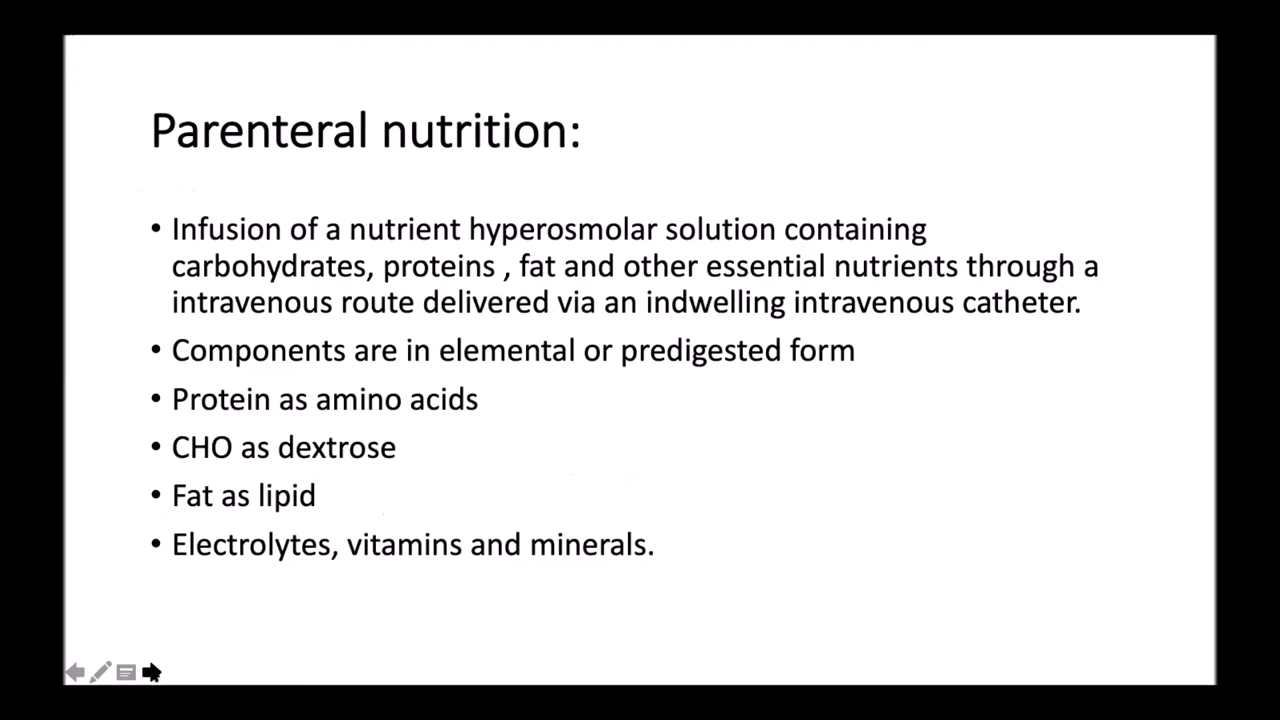 Parenteral nutrition:
• Infusion of a nutrient hyperosmolar solution containing
carbohydrates, proteins , fat and other essential nutrients through a
intravenous route delivered via an indwelling intravenous catheter.
• Components are in elemental or predigested form
• Protein as amino acids
• CHO as dextrose
• Fat as lipid
• Electrolytes, vitamins and minerals.